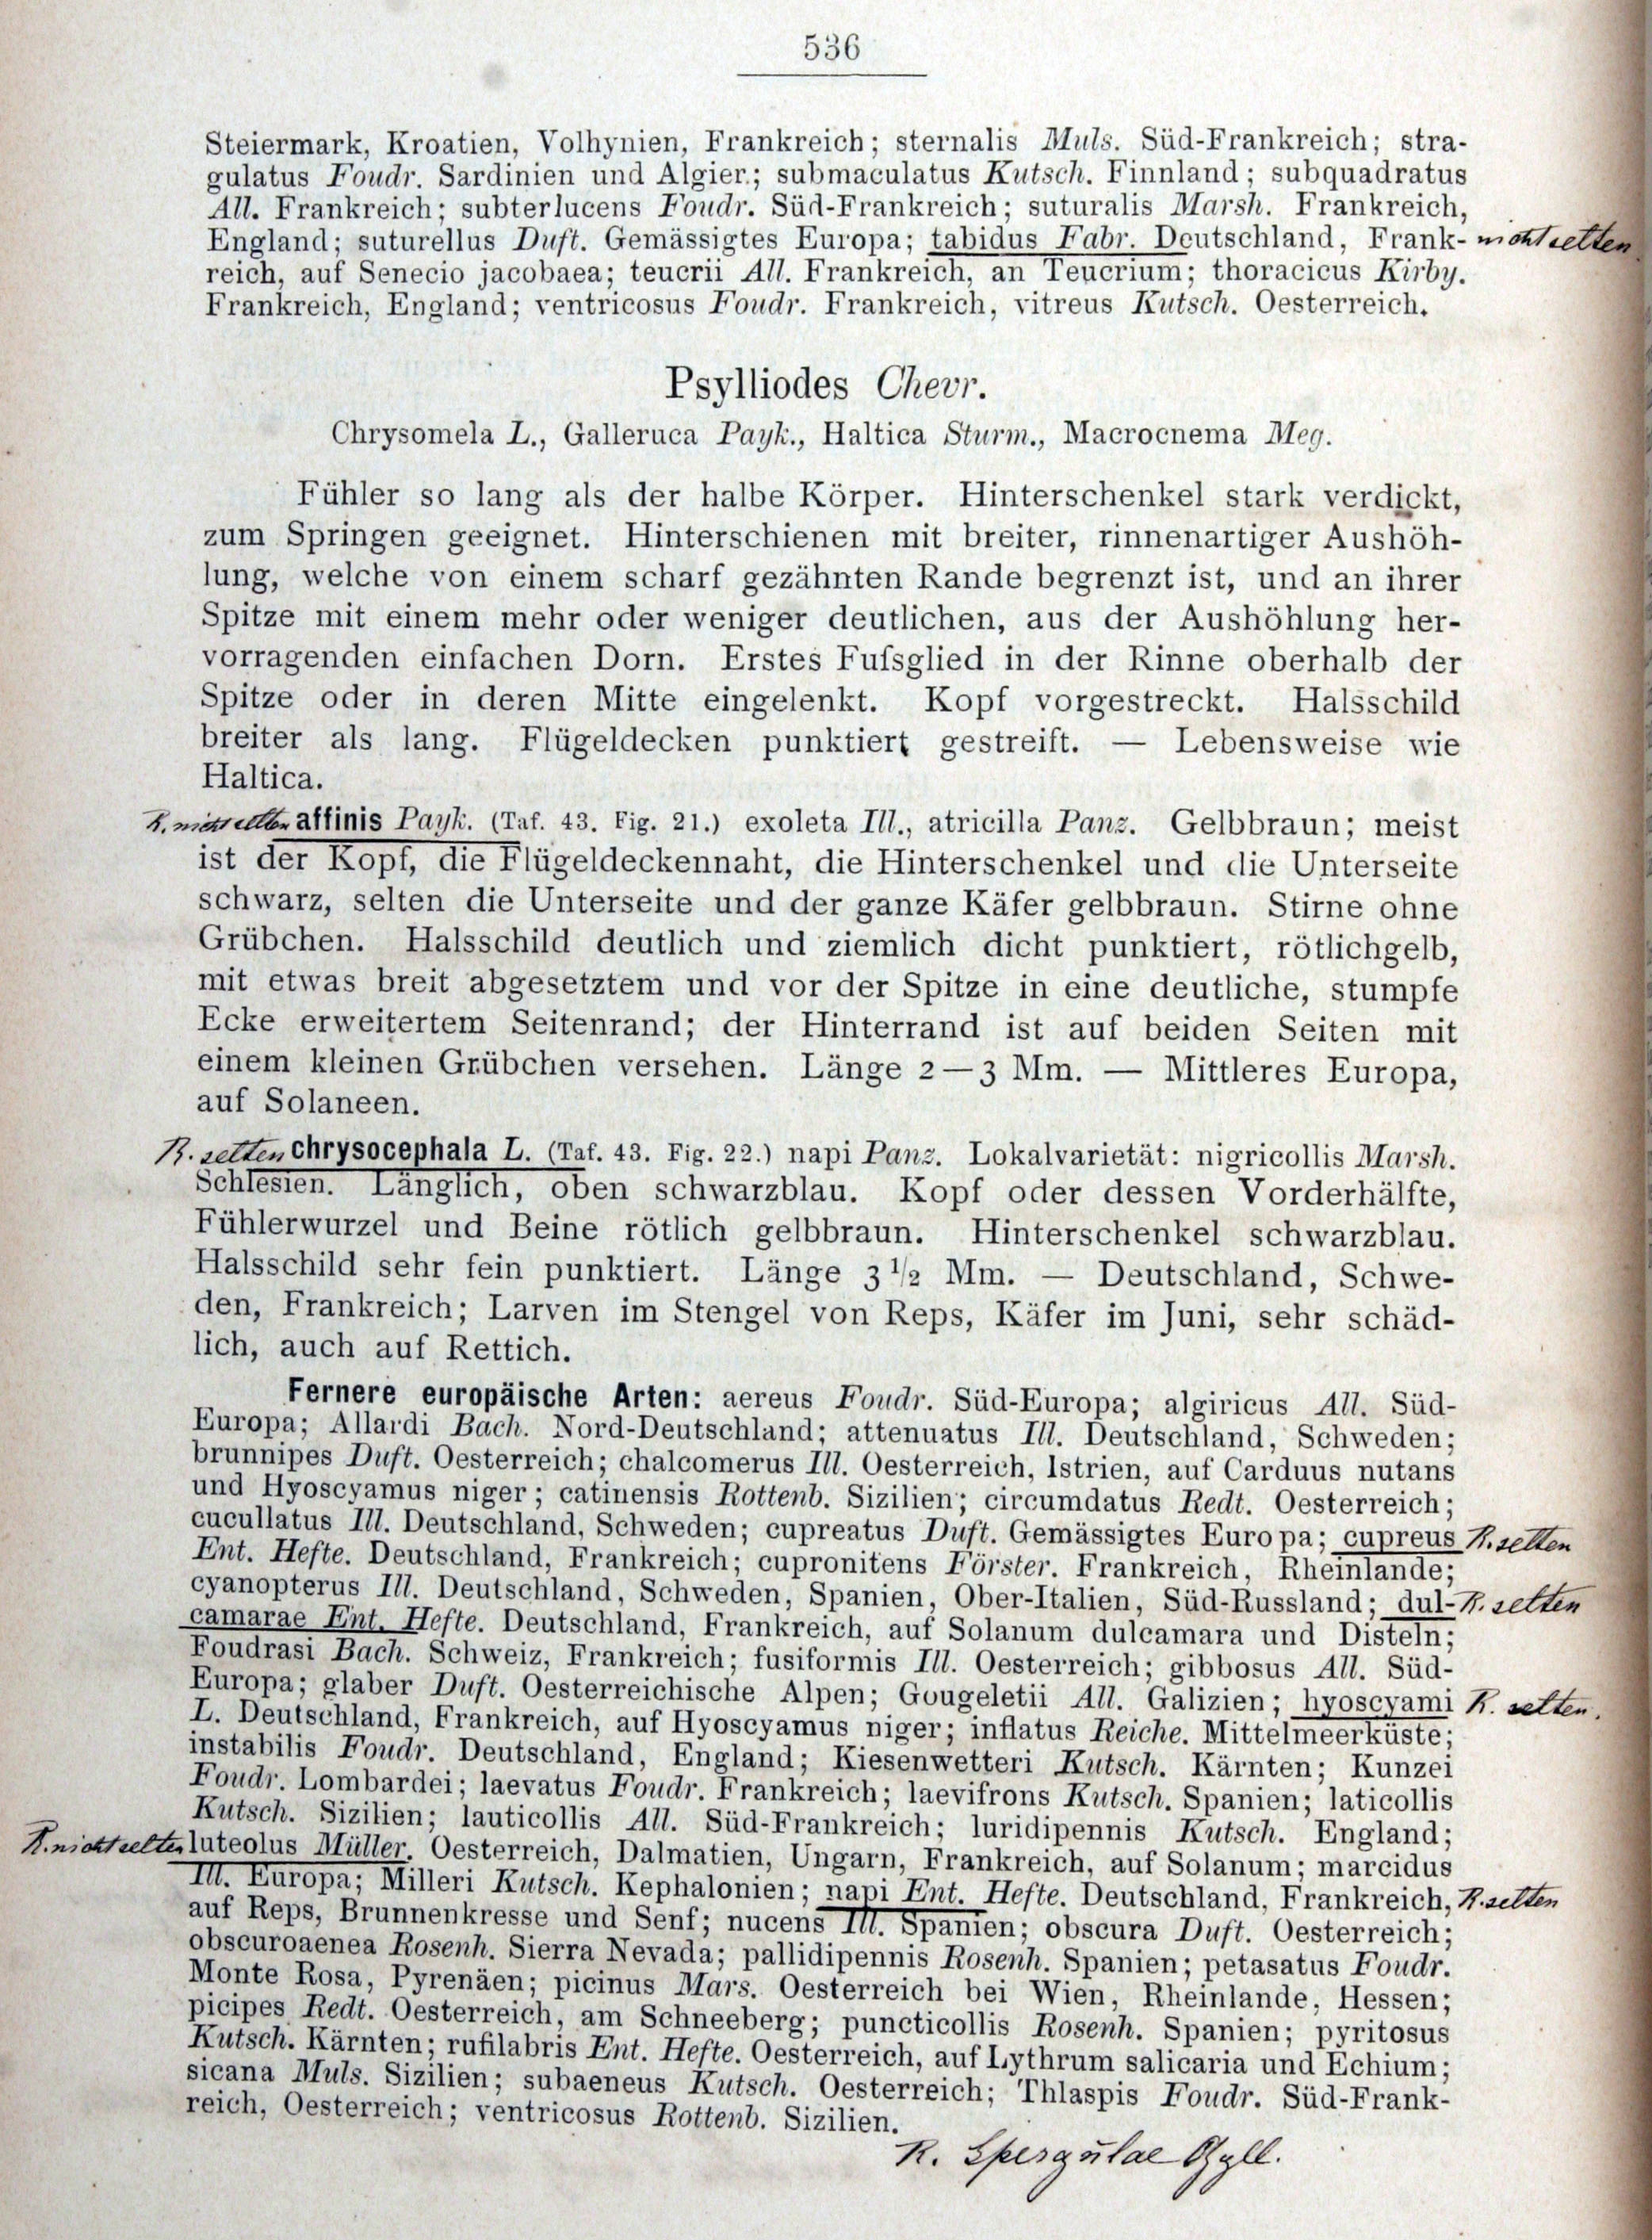 536
Steiermark, Kroatien, Volhynien, Frankreich; sternalis Muls. Süd-Frankreich; stra-
gulatus Foudr. Sardinien und Algier; submaculatus Kutsch. Finnland; subquadratus
All. Frankreich; subterlucens Foudr. Süd-Frankreich; suturalis Marsh. Frankreich,
England; suturellus Duft. Gemässigtes Europa; tabidus Fabr. Deutschland, Frank- nicht selten
reich, auf Senecio jacobaea; teucrii All. Frankreich, an Teucrium; thoracicus Kirby.
Frankreich, England; ventricosus Foudr. Frankreich, vitreus Kutsch. Oesterreich.
Psylliodes Chevr.
Chrysomela L., Galleruca Payk., Haltica Sturm., Macrocnema Meg.
Fühler so lang als der halbe Körper. Hinterschenkel stark verdickt,
zum Springen geeignet. Hinterschienen mit breiter, rinnenartiger Aushöh-
lung, welche von einem scharf gezähnten Rande begrenzt ist, und an ihrer
Spitze mit einem mehr oder weniger deutlichen, aus der Aushöhlung her-
vorragenden einfachen Dorn. Erstes Fufsglied in der Rinne oberhalb der
Spitze oder in deren Mitte eingelenkt. Kopf vorgestreckt. Halsschild
breiter als lang. Flügeldecken punktiert gestreift. — Lebensweise wie
Haltica.
R. nicht selten affinis Payk. (Taf. 43. Fig. 21.) exoleta Ill., atricilla Panz. Gelbbraun; meist
ist der Kopf, die Flügeldeckennaht, die Hinterschenkel und die Unterseite
schwarz, selten die Unterseite und der ganze Käfer gelbbraun. Stirne ohne
Grübchen. Halsschild deutlich und ziemlich dicht punktiert, rötlichgelb,
mit etwas breit abgesetztem und vor der Spitze in eine deutliche, stumpfe
Ecke erweitertem Seitenrand; der Hinterrand ist auf beiden Seiten mit
einem kleinen Grübchen versehen. Länge 2—3 Mm. — Mittleres Europa,
auf Solaneen.
R. selten chrysocephala L. (Taf. 43. Fig. 22.) napi Panz. Lokalvarietät: nigricollis Marsh.
Schlesien. Länglich, oben schwarzblau. Kopf oder dessen Vorderhälfte,
Fühlerwurzel und Beine rötlich gelbbraun. Hinterschenkel schwarzblau.
Halsschild sehr fein punktiert. Länge 3 1/2 Mm. — Deutschland, Schwe-
den, Frankreich; Larven im Stengel von Reps, Käfer im Juni, sehr schäd-
lich, auch auf Rettich.
Fernere europäische Arten: aereus Foudr. Süd-Europa; algiricus All. Süd-
Europa; Allardi Bach. Nord-Deutschland; attenuatus Ill. Deutschland, Schweden;
brunnipes Duft. Oesterreich; chalcomerus Ill. Oesterreich, Istrien, auf Carduus nutans
und Hyoscyamus niger; catinensis Rottenb. Sizilien; circumdatus Redt. Oesterreich;
cucullatus Ill. Deutschland, Schweden; cupreatus Duft. Gemässigtes Europa; cupreus R. selten
Ent. Hefte. Deutschland, Frankreich; cupronitens Förster. Frankreich, Rheinlande;
cyanopterus Ill. Deutschland, Schweden, Spanien, Ober-Italien, Süd-Russland; dul- R. selten
camarae Ent. Hefte. Deutschland, Frankreich, auf Solanum dulcamara und Disteln;
Foudrasi Bach. Schweiz, Frankreich; fusiformis Ill. Oesterreich; gibbosus All. Süd-
Europa; glaber Duft. Oesterreichische Alpen; Gougeletii All. Galizien; hyoscyami R. selten.
L. Deutschland, Frankreich, auf Hyoscyamus niger; inflatus Reiche. Mittelmeerküste;
instabilis Foudr. Deutschland, England; Kiesenwetteri Kutsch. Kärnten; Kunzei
Foudr. Lombardei; laevatus Foudr. Frankreich; laevifrons Kutsch. Spanien; laticollis
Kutsch. Sizilien; lauticollis All. Süd-Frankreich; luridipennis Kutsch. England;
R. nicht selten luteolus Müller. Oesterreich, Dalmatien, Ungarn, Frankreich, auf Solanum; marcidus
Ill. Europa; Milleri Kutsch. Kephalonien; napi Ent. Hefte. Deutschland, Frankreich, R. selten
auf Reps, Brunnenkresse und Senf; nucens Ill. Spanien; obscura Duft. Oesterreich;
obscuroaenea Rosenh. Sierra Nevada; pallidipennis Rosenh. Spanien; petasatus Foudr.
Monte Rosa, Pyrenäen; picinus Mars. Oesterreich bei Wien, Rheinlande, Hessen;
picipes Redt. Oesterreich, am Schneeberg; puncticollis Rosenh. Spanien; pyritosus
Kutsch. Kärnten; rufilabris Ent. Hefte. Oesterreich, auf Lythrum salicaria und Echium;
sicana Muls. Sizilien; subaeneus Kutsch. Oesterreich; Thlaspis Foudr. Süd-Frank-
reich, Oesterreich; ventricosus Rottenb. Sizilien.
R. Spergulae Gyll.